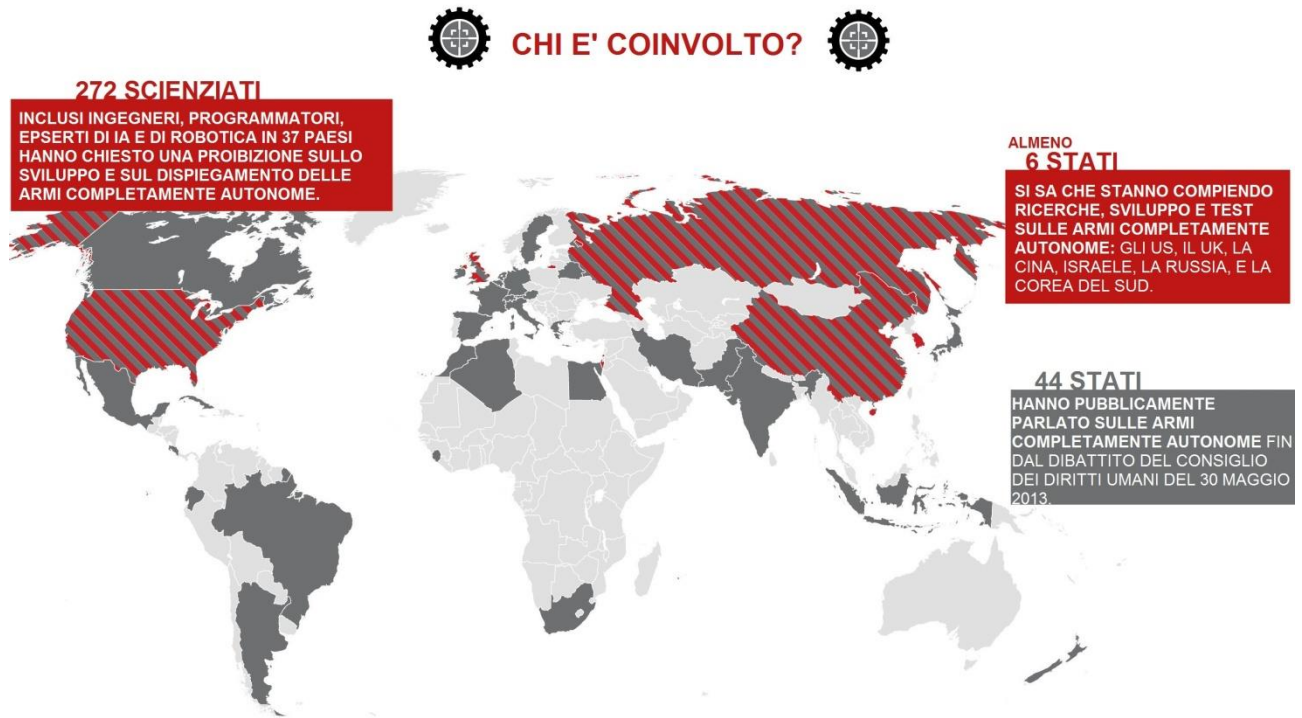 CHI E' COINVOLTO?
272 SCIENZIATI
INCLUSI INGEGNERI, PROGRAMMATORI,
EPSERTI DI IA E DI ROBOTICA IN 37 PAESI
HANNO CHIESTO UNA PROIBIZIONE SULLO
SVILUPPO E SUL DISPIEGAMENTO DELLE
ARMI COMPLETAMENTE AUTONOME.
ALMENO
6 STATI
SI SA CHE STANNO COMPIENDO
RICERCHE, SVILUPPO E TEST
SULLE ARMI COMPLETAMENTE
AUTONOME: GLI US, IL UK, LA
CINA, ISRAELE, LA RUSSIA, E LA
COREA DEL SUD.
44 STATI
HANNO PUBBLICAMENTE
PARLATO SULLE ARMI
COMPLETAMENTE AUTONOME FIN
DAL DIBATTITO DEL CONSIGLIO
DEI DIRITTI UMANI DEL 30 MAGGIO
2013.